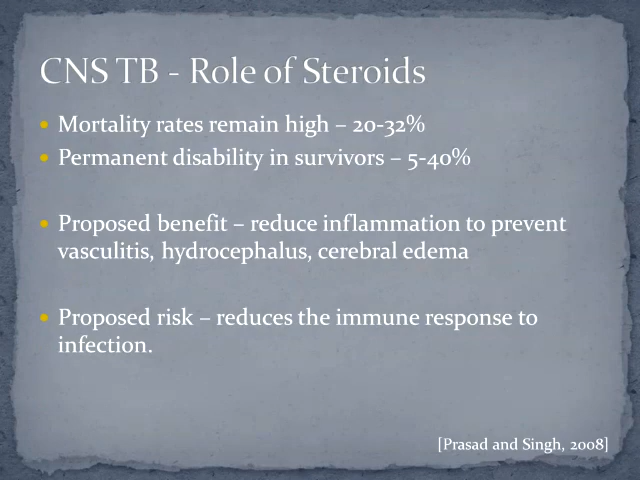 CNS TB - Role of Steroids
• Mortality rates remain high – 20-32%
• Permanent disability in survivors – 5-40%
• Proposed benefit – reduce inflammation to prevent
vasculitis, hydrocephalus, cerebral edema
• Proposed risk – reduces the immune response to
infection.
[Prasad and Singh, 2008]